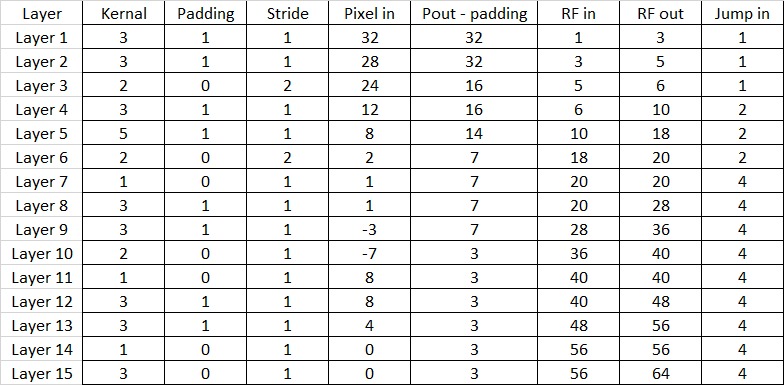 Layer Kernal Padding Stride Pixel in Pout - padding RF in RF out Jump in
Layer 1 3 1 1 32 32 1 3 1
Layer 2 3 1 1 28 32 3 5 1
Layer 3 2 0 2 24 16 5 6 1
Layer 4 3 1 1 12 16 6 10 2
Layer 5 5 1 1 8 14 10 18 2
Layer 6 2 0 2 2 7 18 20 2
Layer 7 1 0 1 1 7 20 20 4
Layer 8 3 1 1 1 7 20 28 4
Layer 9 3 1 1 -3 7 28 36 4
Layer 10 2 0 1 -7 3 36 40 4
Layer 11 1 0 1 8 3 40 40 4
Layer 12 3 1 1 8 3 40 48 4
Layer 13 3 1 1 4 3 48 56 4
Layer 14 1 0 1 0 3 56 56 4
Layer 15 3 0 1 0 3 56 64 4